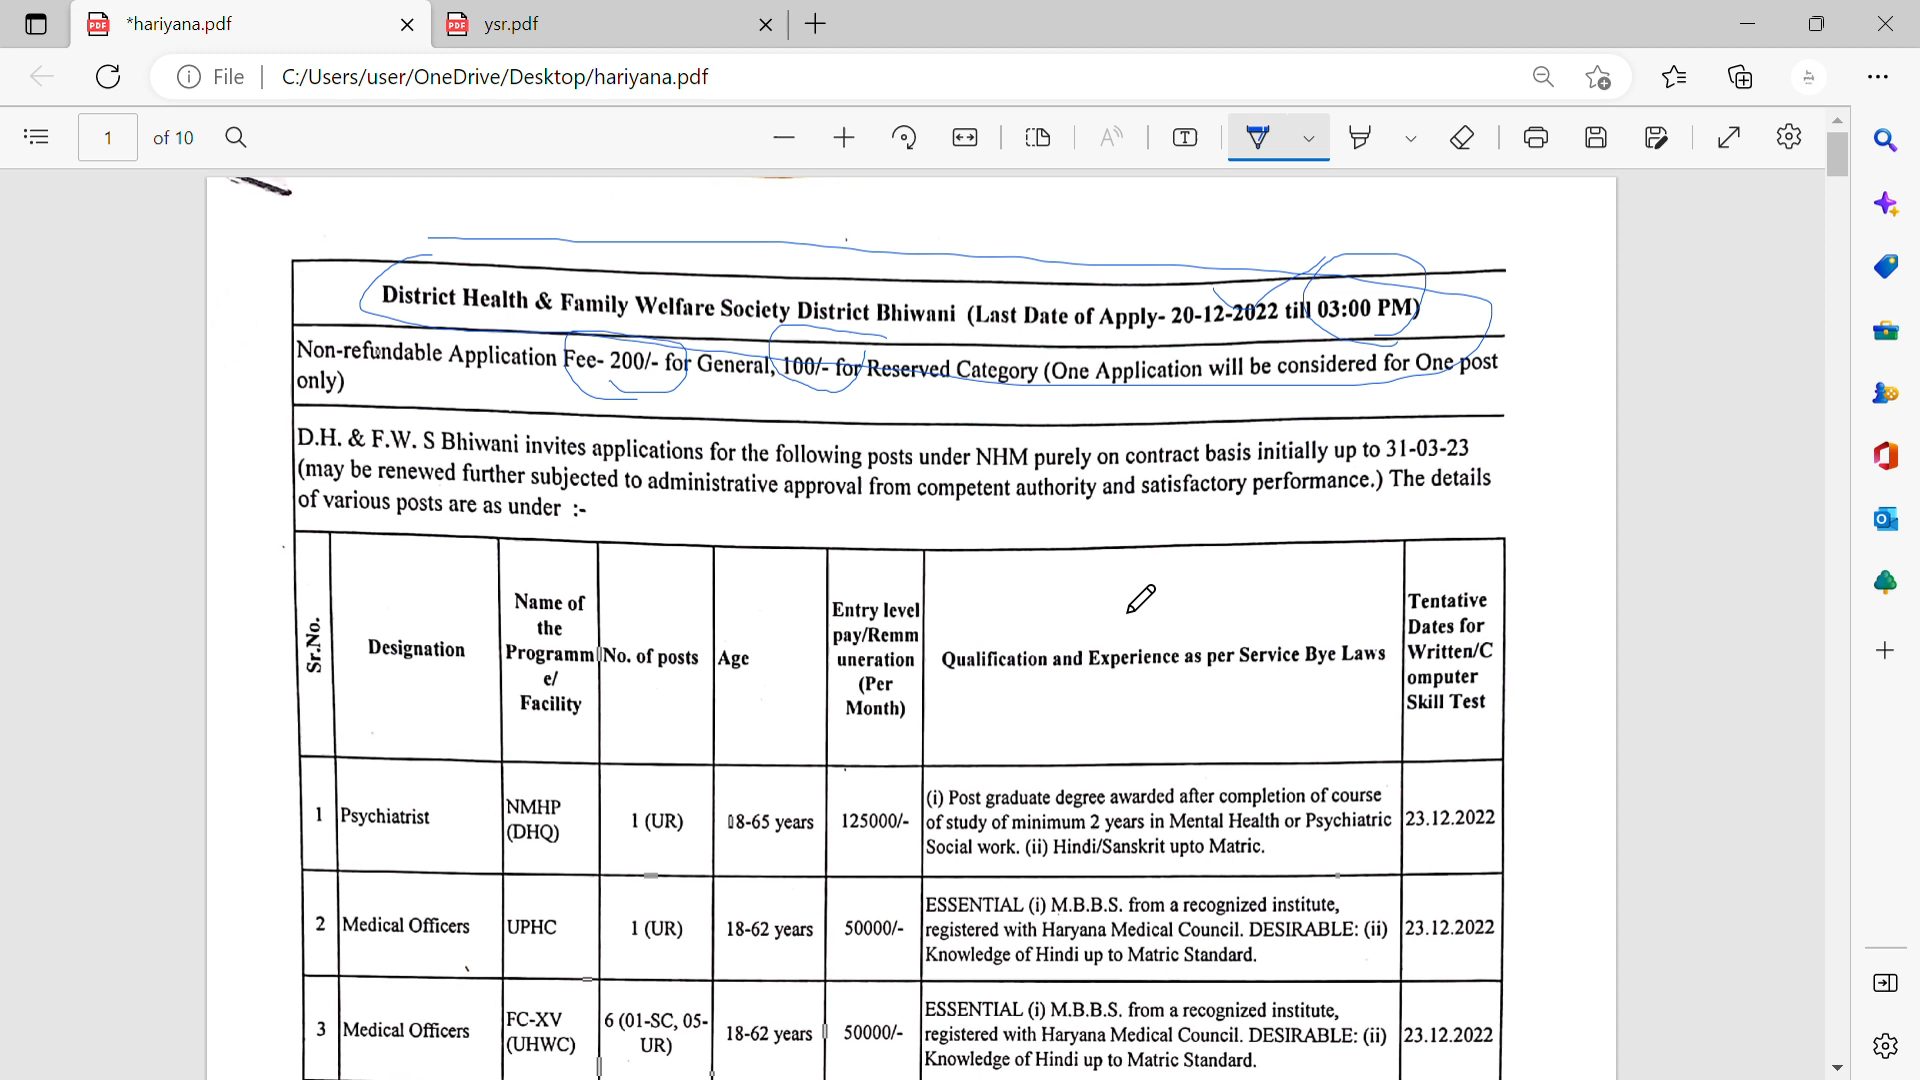 *hariyana.pdf
ysr.pdf
File
C:/Users/user/OneDrive/Desktop/hariyana.pdf
1 of 10
District Health & Family Welfare Society District Bhiwani (Last Date of Apply- 20-12-2022 till 03:00 PM)
Non-refundable Application Fee- 200/- for General, 100/- for Reserved Category (One Application will be considered for One post
only)
D.H. & F.W. S Bhiwani invites applications for the following posts under NHM purely on contract basis initially up to 31-03-23
(may be renewed further subjected to administrative approval from competent authority and satisfactory performance.) The details
of various posts are as under :-
Sr.No.
Designation
Name of
the
Programm
e/
Facility
No. of posts
Age
Entry level
pay/Remm
uneration
(Per
Month)
Qualification and Experience as per Service Bye Laws
Tentative
Dates for
Written/C
omputer
Skill Test
1
Psychiatrist
NMHP
(DHQ)
1 (UR)
18-65 years
125000/-
(i) Post graduate degree awarded after completion of course
of study of minimum 2 years in Mental Health or Psychiatric
Social work. (ii) Hindi/Sanskrit upto Matric.
23.12.2022
2
Medical Officers
UPHC
1 (UR)
18-62 years
50000/-
ESSENTIAL (i) M.B.B.S. from a recognized institute,
registered with Haryana Medical Council. DESIRABLE: (ii)
Knowledge of Hindi up to Matric Standard.
23.12.2022
3
Medical Officers
FC-XV
(UHWC)
6 (01-SC, 05-
UR)
18-62 years
50000/-
ESSENTIAL (i) M.B.B.S. from a recognized institute,
registered with Haryana Medical Council. DESIRABLE: (ii)
Knowledge of Hindi up to Matric Standard.
23.12.2022